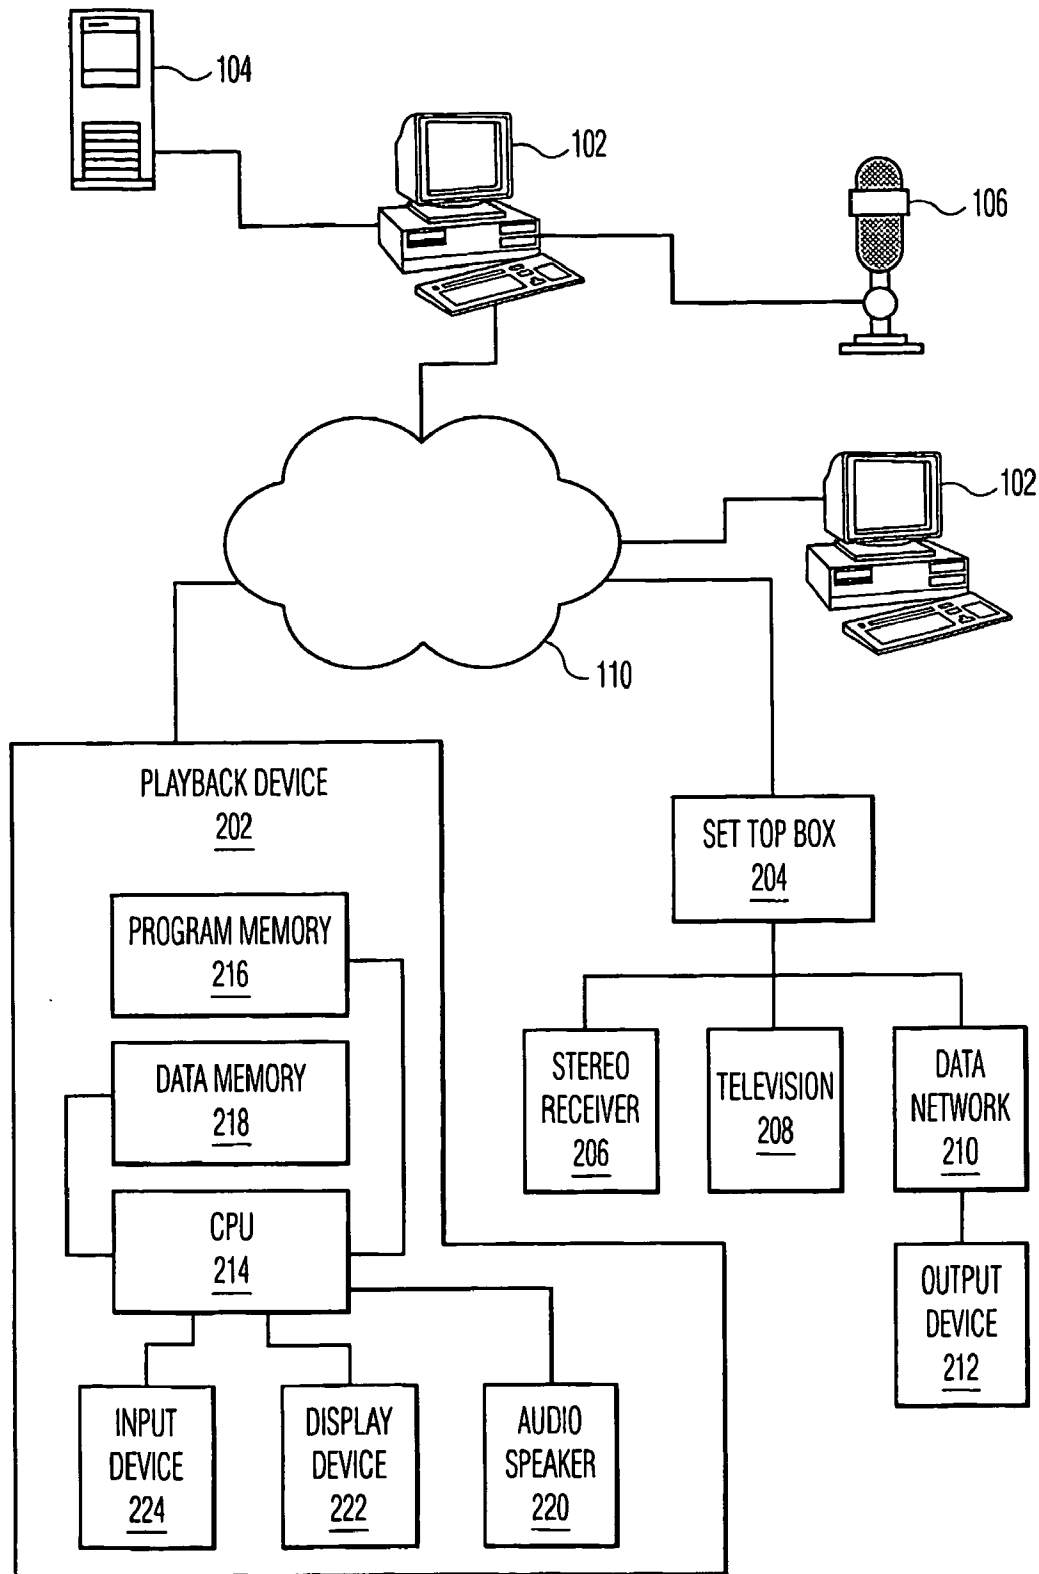 104
102
106
102
110
PLAYBACK DEVICE
202
SET TOP BOX
204
PROGRAM MEMORY
216
STEREO
RECEIVER
206
TELEVISION
208
DATA
NETWORK
210
DATA MEMORY
218
CPU
214
OUTPUT
DEVICE
212
INPUT
DEVICE
224
DISPLAY
DEVICE
222
AUDIO
SPEAKER
220